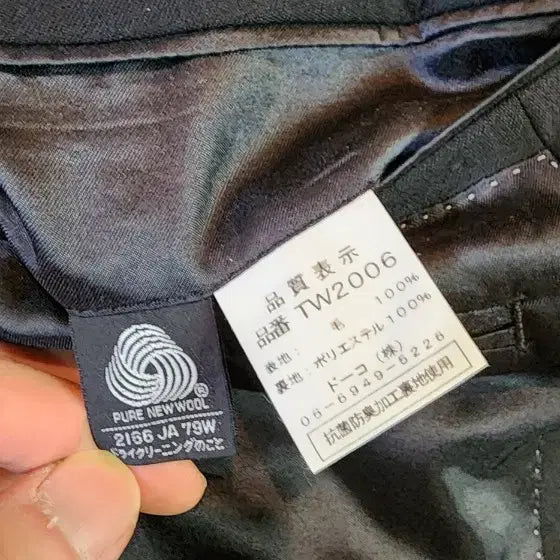 品質表示
品番 TW2006
表地: 毛 100%
裏地: ポリエステル 100%
ドーコ (株)
06-6949-6226
抗菌防臭加工裏地使用
®
PURE NEW WOOL
2166 JA 79W
ドライクリーニングのこと